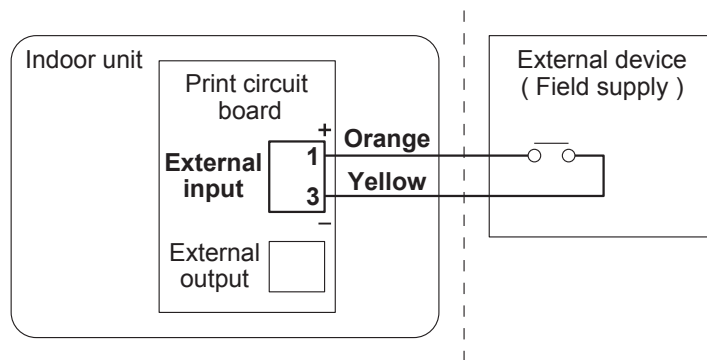 Indoor unit
Print circuit
board
External
input
+
1
3
–
Orange
Yellow
External
output
External device
( Field supply )